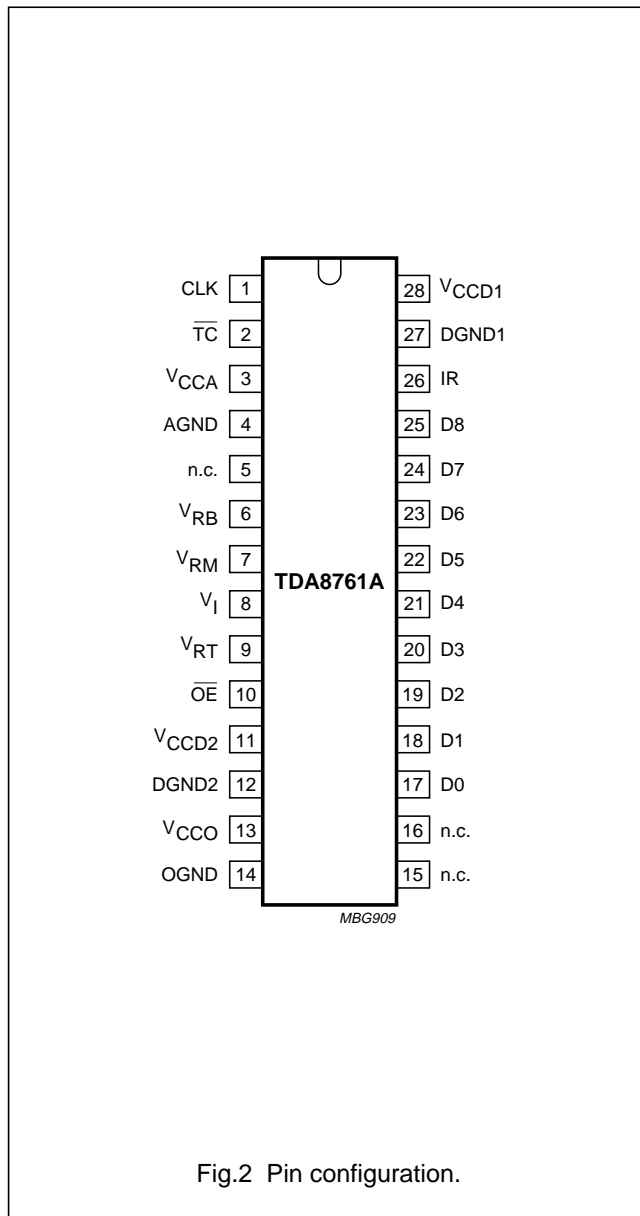 CLK 1 28 VCCD1
T̅C̅ 2 27 DGND1
VCCA 3 26 IR
AGND 4 25 D8
n.c. 5 24 D7
VRB 6 23 D6
VRM 7 22 D5
TDA8761A
VI 8 21 D4
VRT 9 20 D3
O̅E̅ 10 19 D2
VCCD2 11 18 D1
DGND2 12 17 D0
VCCO 13 16 n.c.
OGND 14 15 n.c.
MBG909
Fig.2 Pin configuration.